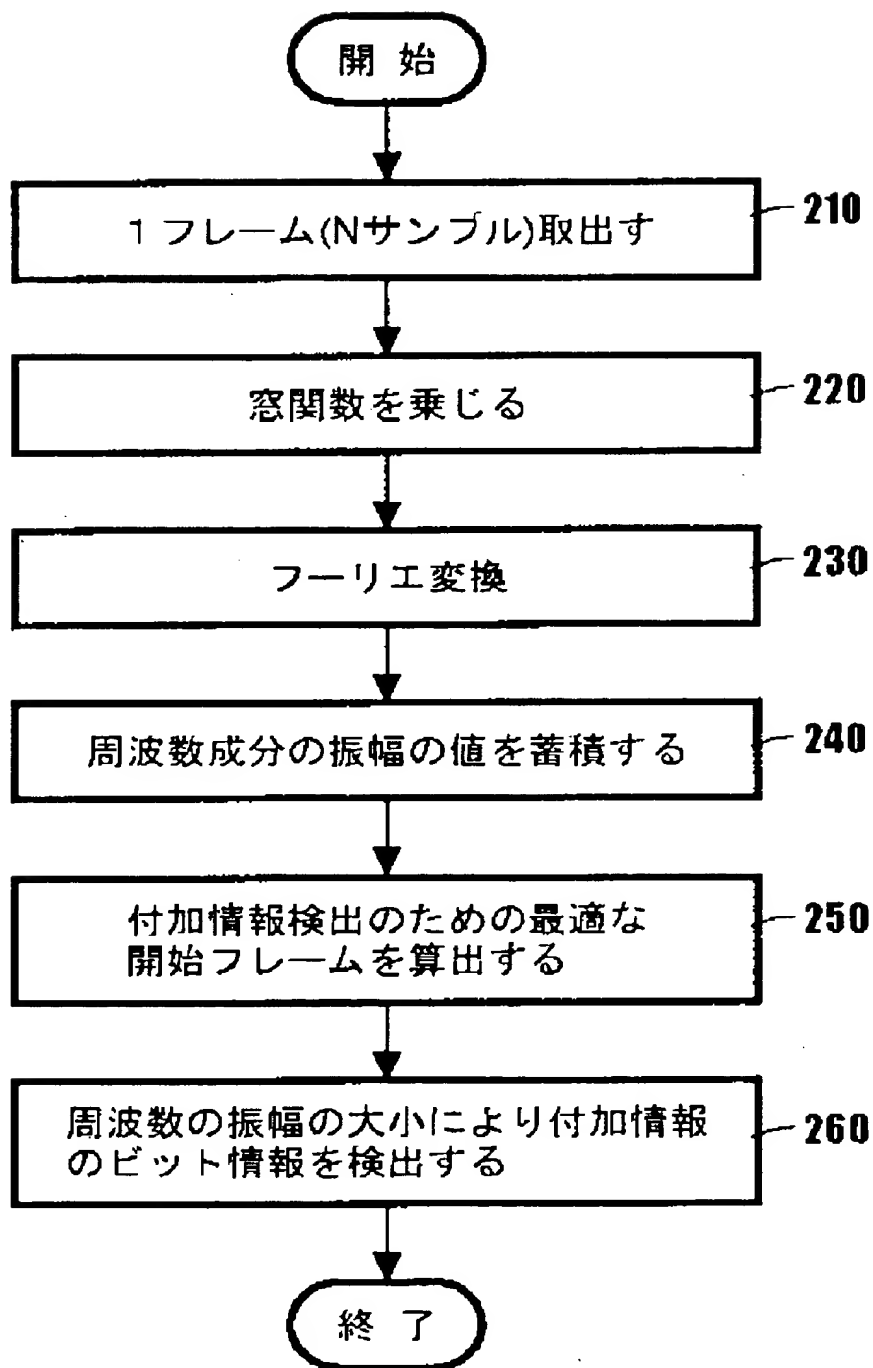 開始
1フレーム(Nサンプル)取出す
210
窓関数を乗じる
220
フーリエ変換
230
周波数成分の振幅の値を蓄積する
240
付加情報検出のための最適な
開始フレームを算出する
250
周波数の振幅の大小により付加情報
のビット情報を検出する
260
終了